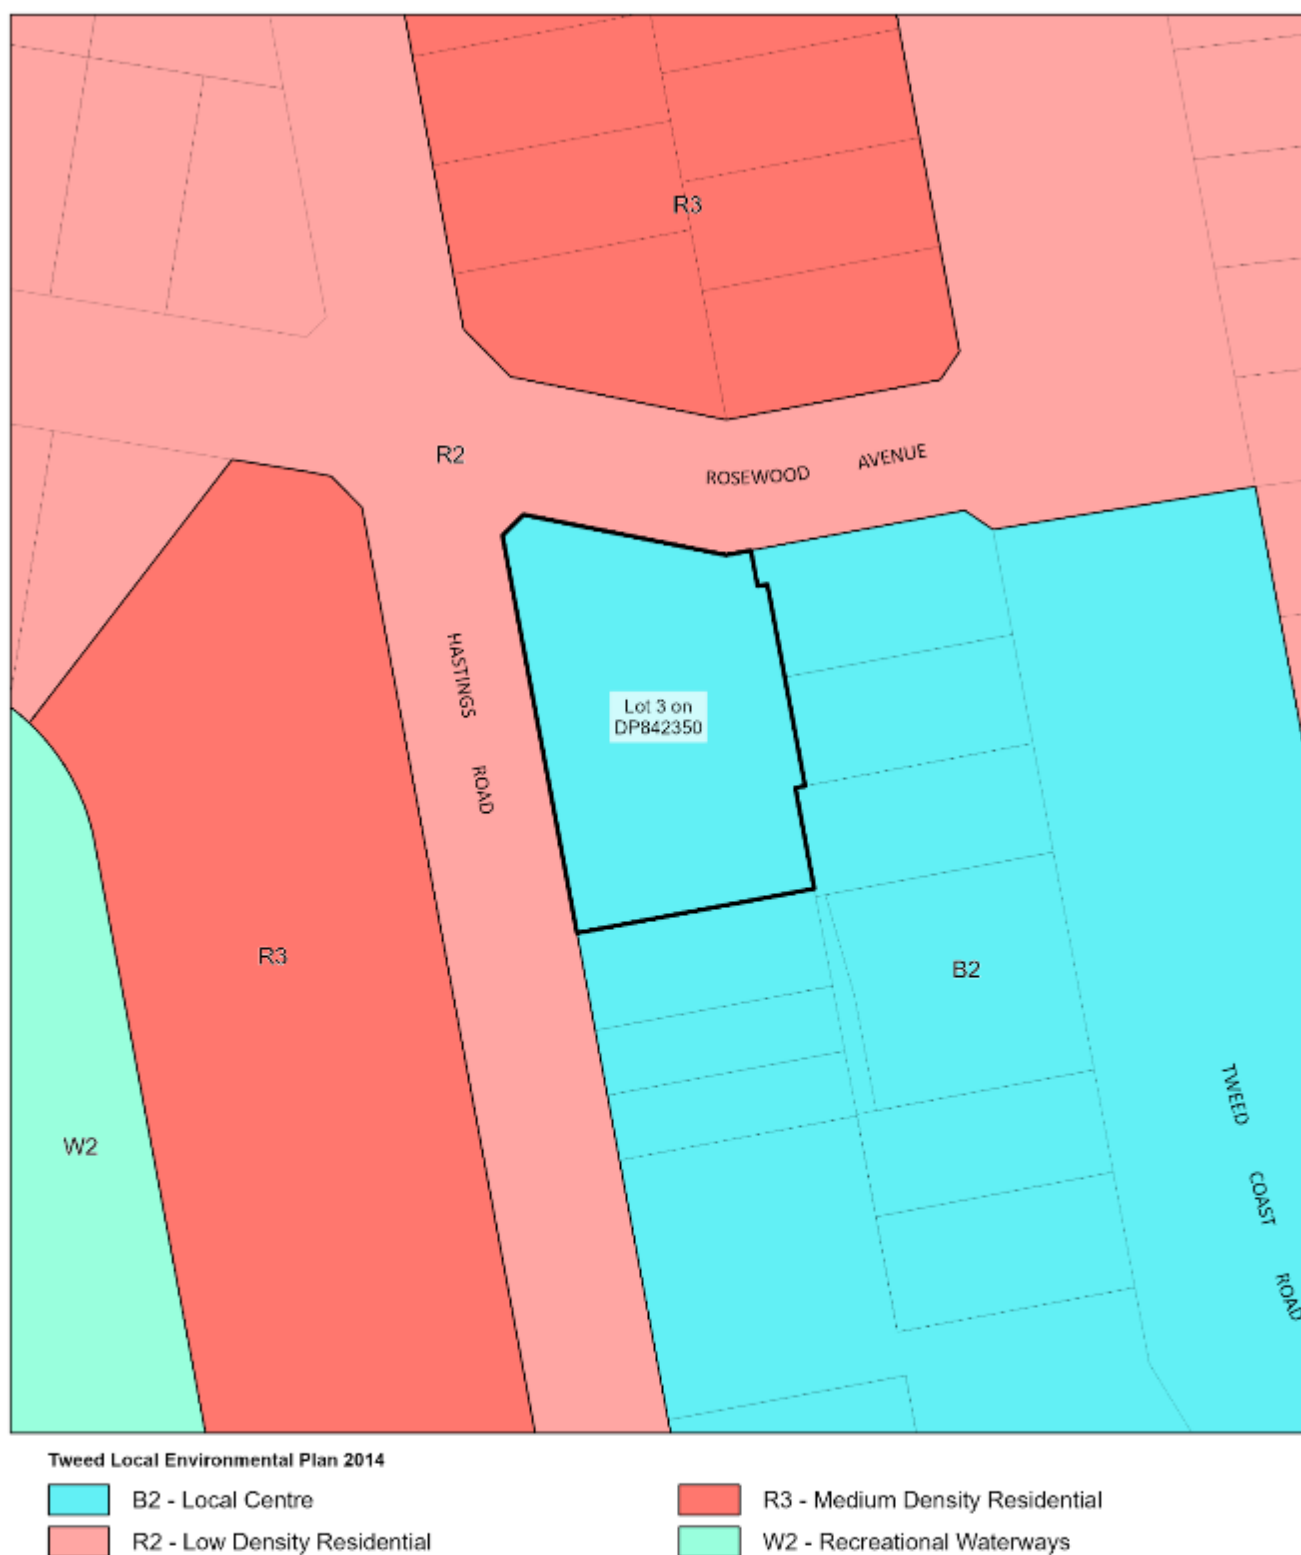 R3
R2
ROSEWOOD AVENUE
HASTINGS ROAD
Lot 3 on
DP842350
R3
B2
W2
TWEED COAST ROAD
Tweed Local Environmental Plan 2014
B2 - Local Centre
R3 - Medium Density Residential
R2 - Low Density Residential
W2 - Recreational Waterways